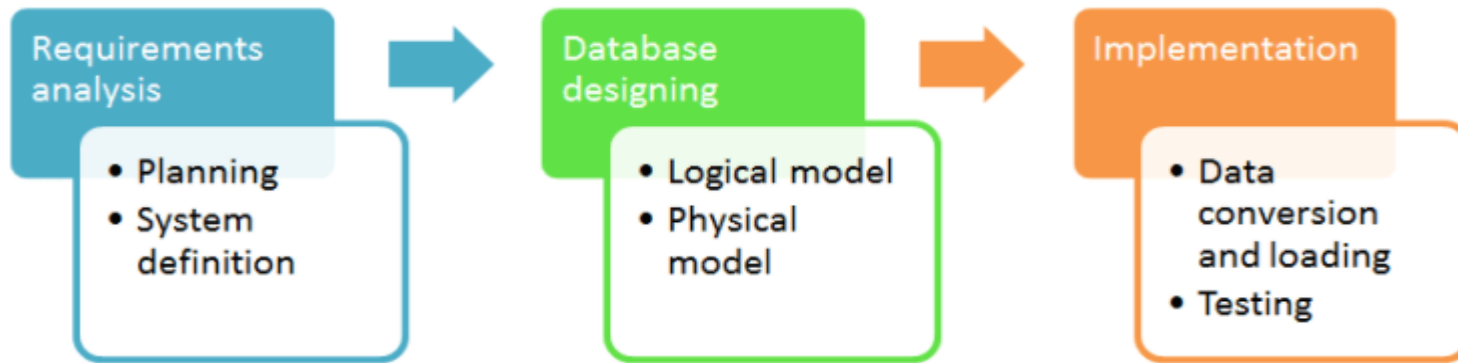 Requirements
analysis
• Planning
• System
definition
Database
designing
• Logical model
• Physical
model
Implementation
• Data
conversion
and loading
• Testing